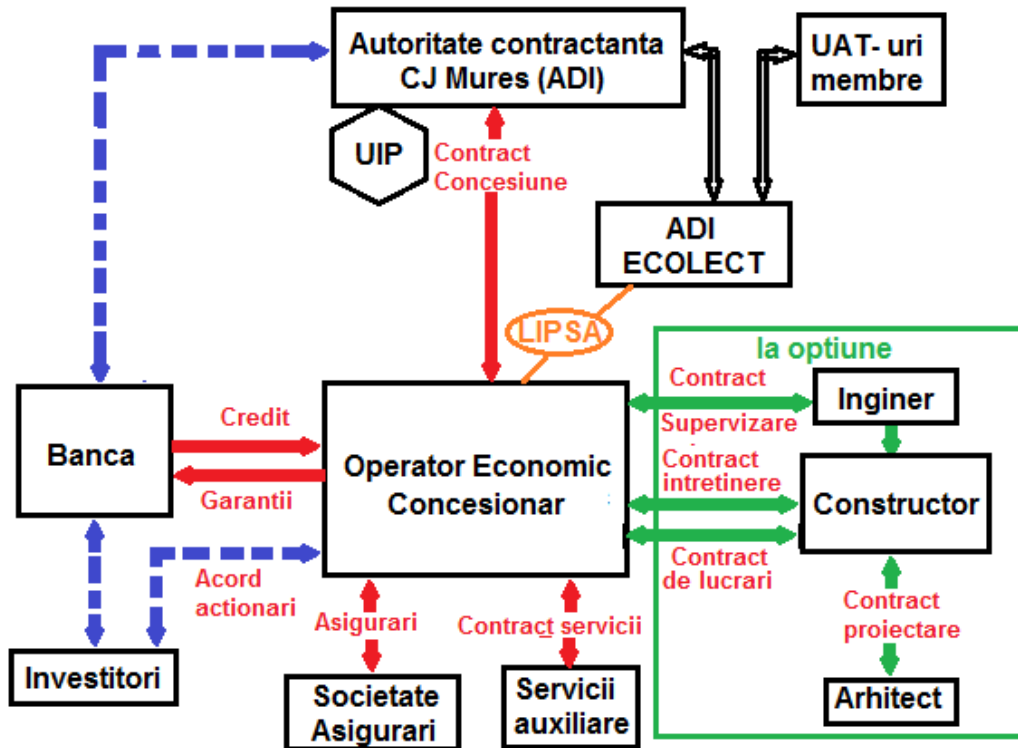 Autoritate contractanta
CJ Mures (ADI)
UAT- uri
membre
UIP
Contract
Concesiune
ADI
ECOLECT
LIPSA
la optiune
Contract
Supervizare
Inginer
Banca
Credit
Garantii
Operator Economic
Concesionar
Contract
intretinere
Constructor
Contract
de lucrari
Acord
actionari
Asigurari
Contract servicii
Contract
proiectare
Investitori
Societate
Asigurari
Servicii
auxiliare
Arhitect